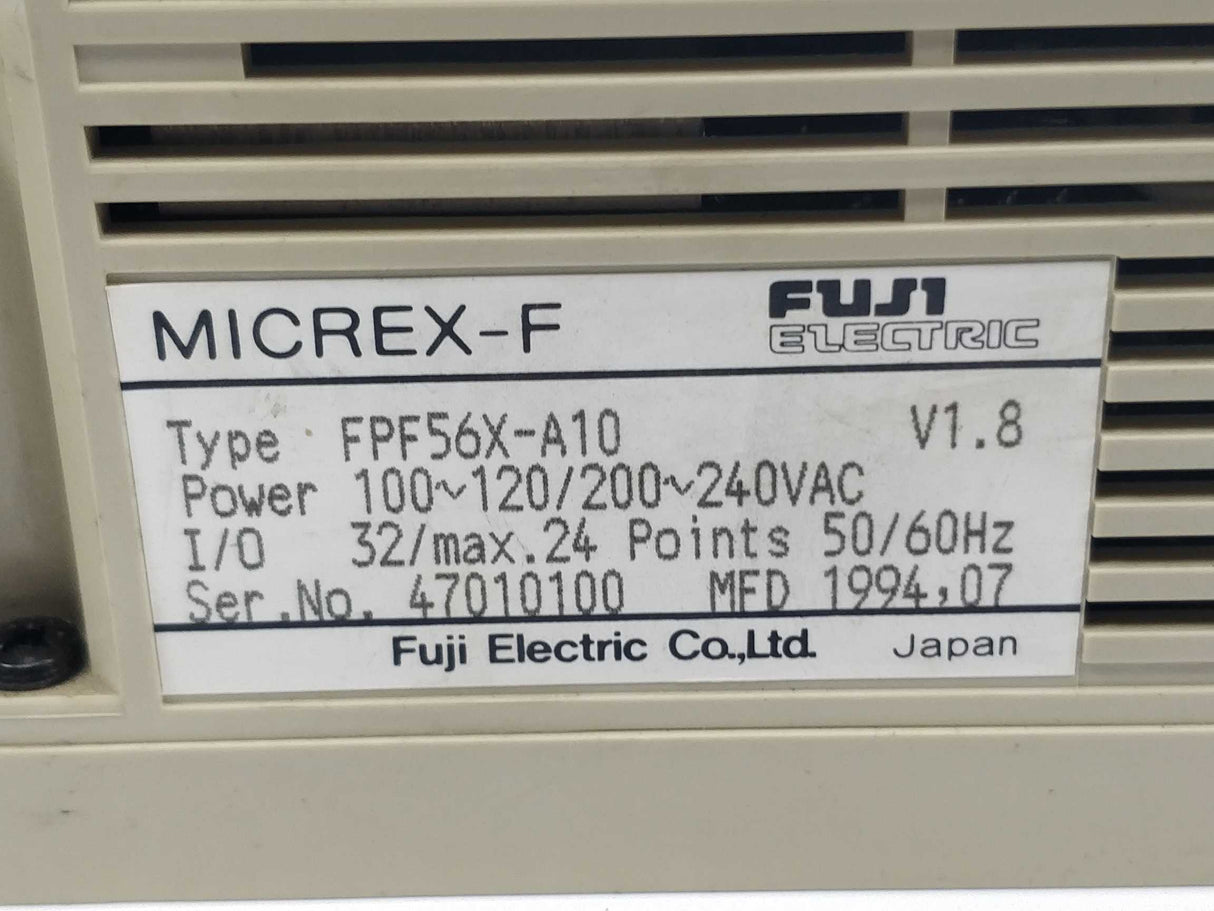 MICREX-F FUJI ELECTRIC
Type FPF56X-A10 V1.8
Power 100~120/200~240VAC
I/O 32/max.24 Points 50/60Hz
Ser.No. 47010100 MFD 1994,07
Fuji Electric Co.,Ltd. Japan